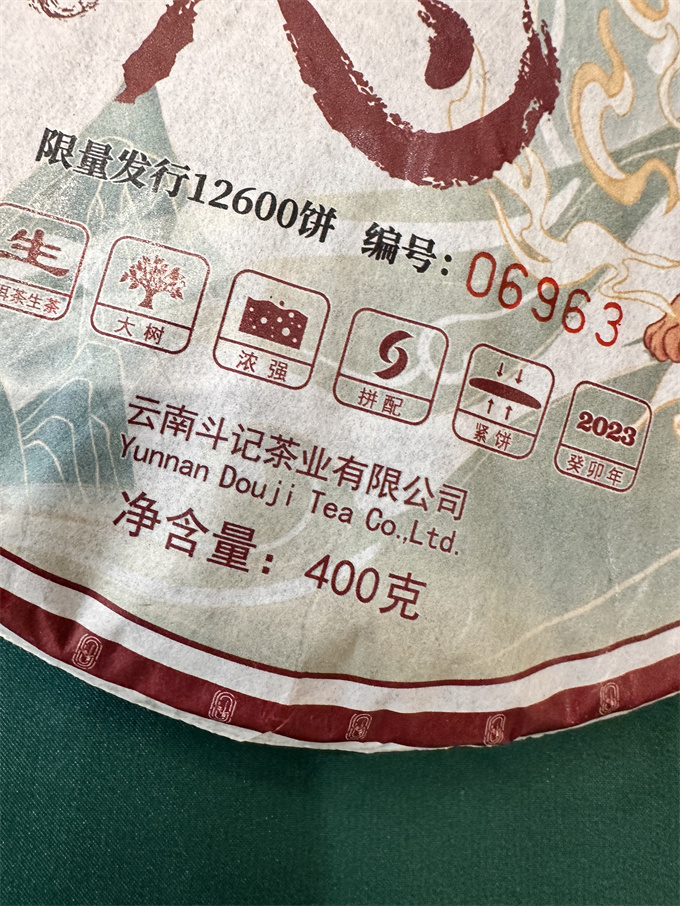 限量发行12600饼 编号：06963
生
洱茶生茶
大树
浓强
拼配
紧饼
2023
癸卯年
云南斗记茶业有限公司
Yunnan Douji Tea Co.,Ltd.
净含量：400克